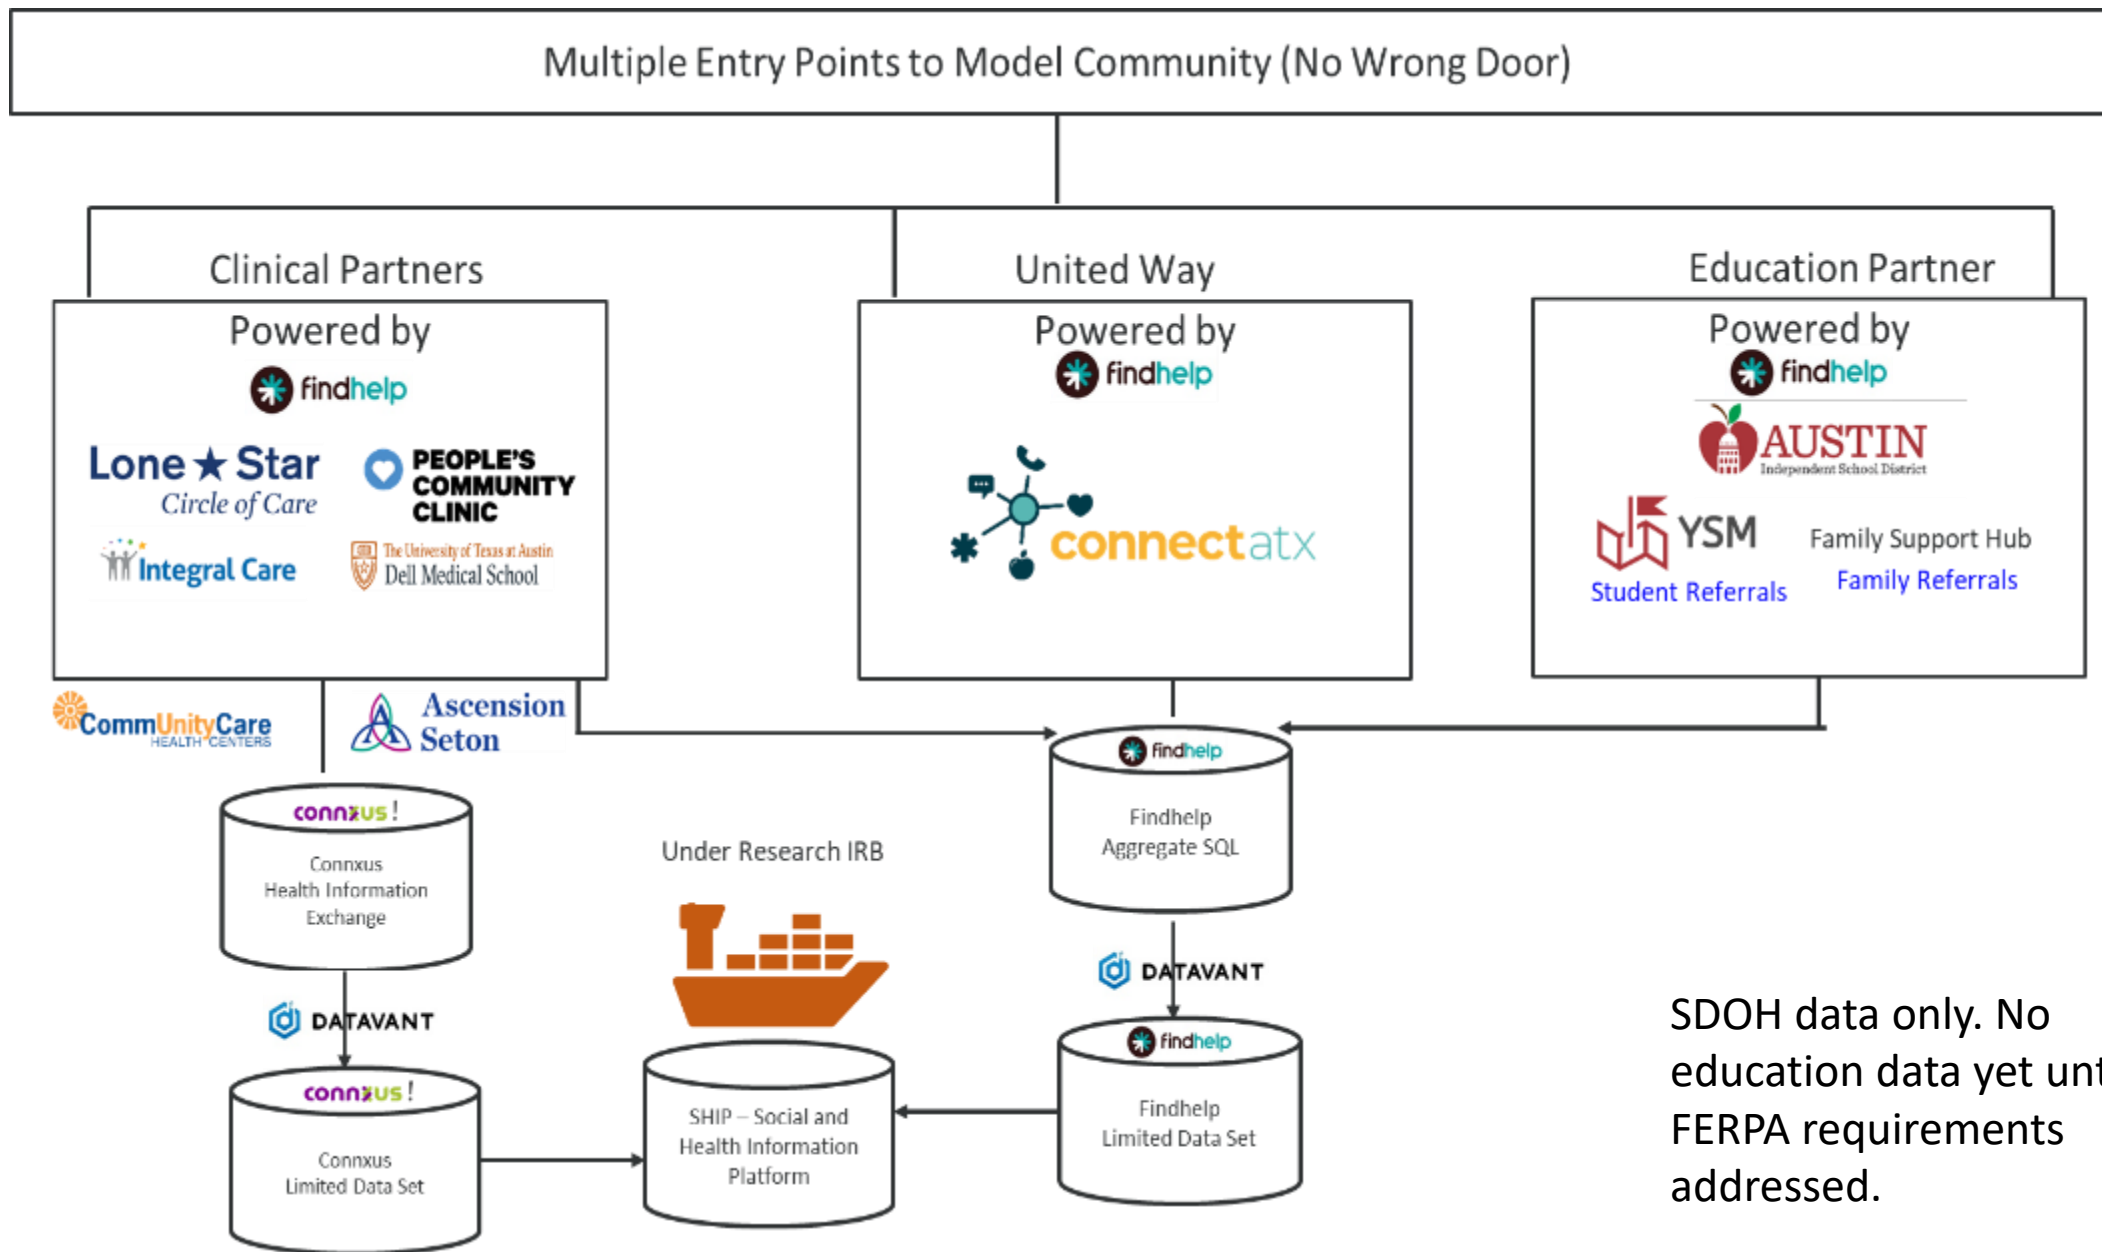 Multiple Entry Points to Model Community (No Wrong Door)
Clinical Partners
Powered by
findhelp
Lone Star
Circle of Care
PEOPLE'S
COMMUNITY
CLINIC
Integral Care
The University of Texas at Austin
Dell Medical School
United Way
Powered by
findhelp
connectatx
Education Partner
Powered by
findhelp
AUSTIN
Independent School District
YSM
Student Referrals
Family Support Hub
Family Referrals
CommUnityCare
HEALTH CENTERS
Ascension
Seton
connxus!
Connxus
Health Information
Exchange
DATAVANT
connxus!
Connxus
Limited Data Set
Under Research IRB
SHIP – Social and
Health Information
Platform
findhelp
Findhelp
Aggregate SQL
DATAVANT
findhelp
Findhelp
Limited Data Set
SDOH data only. No
education data yet unt
FERPA requirements
addressed.